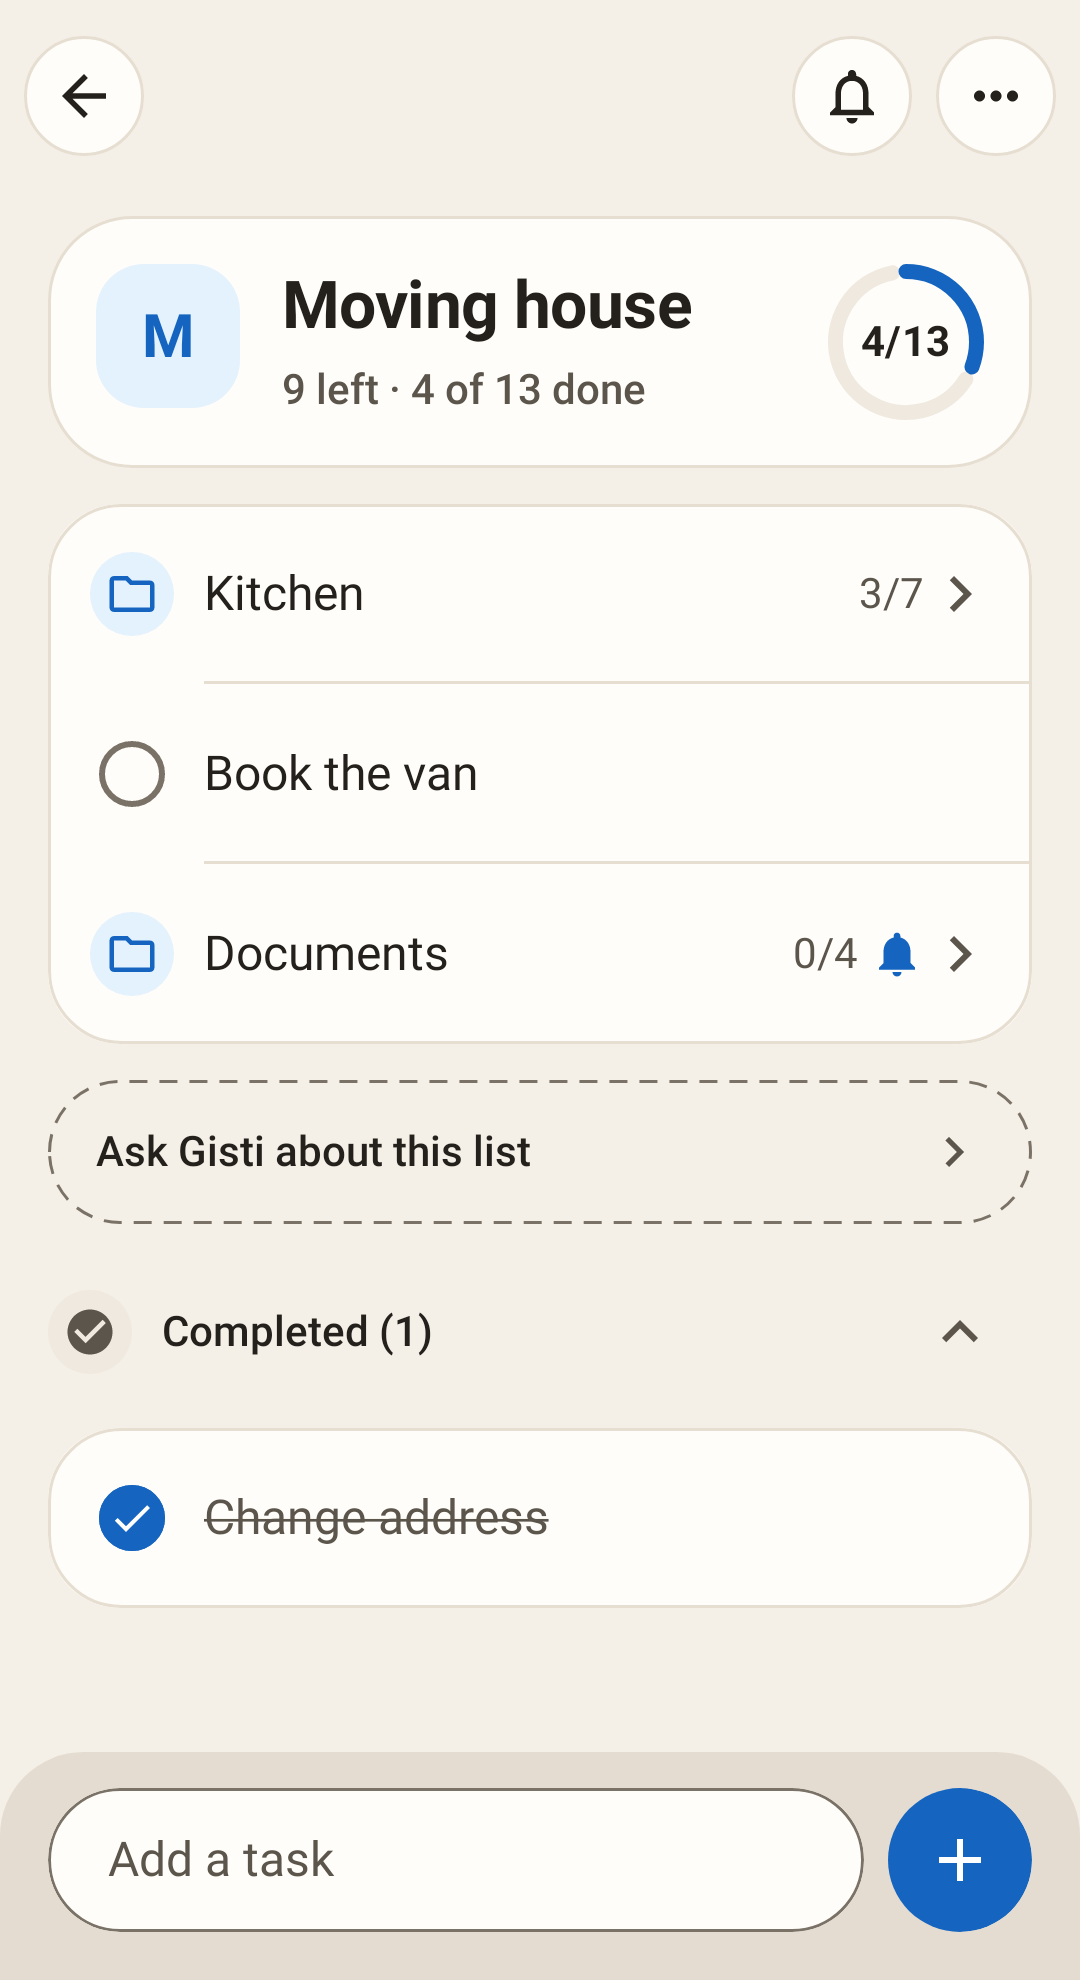 M
Moving house
9 left · 4 of 13 done
4/13
Kitchen
3/7
Book the van
Documents
0/4
Ask Gisti about this list
Completed (1)
Change address
Add a task